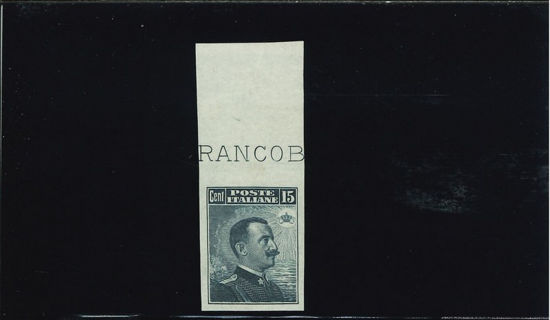 RANCOB
Cent POSTE ITALIANE 15